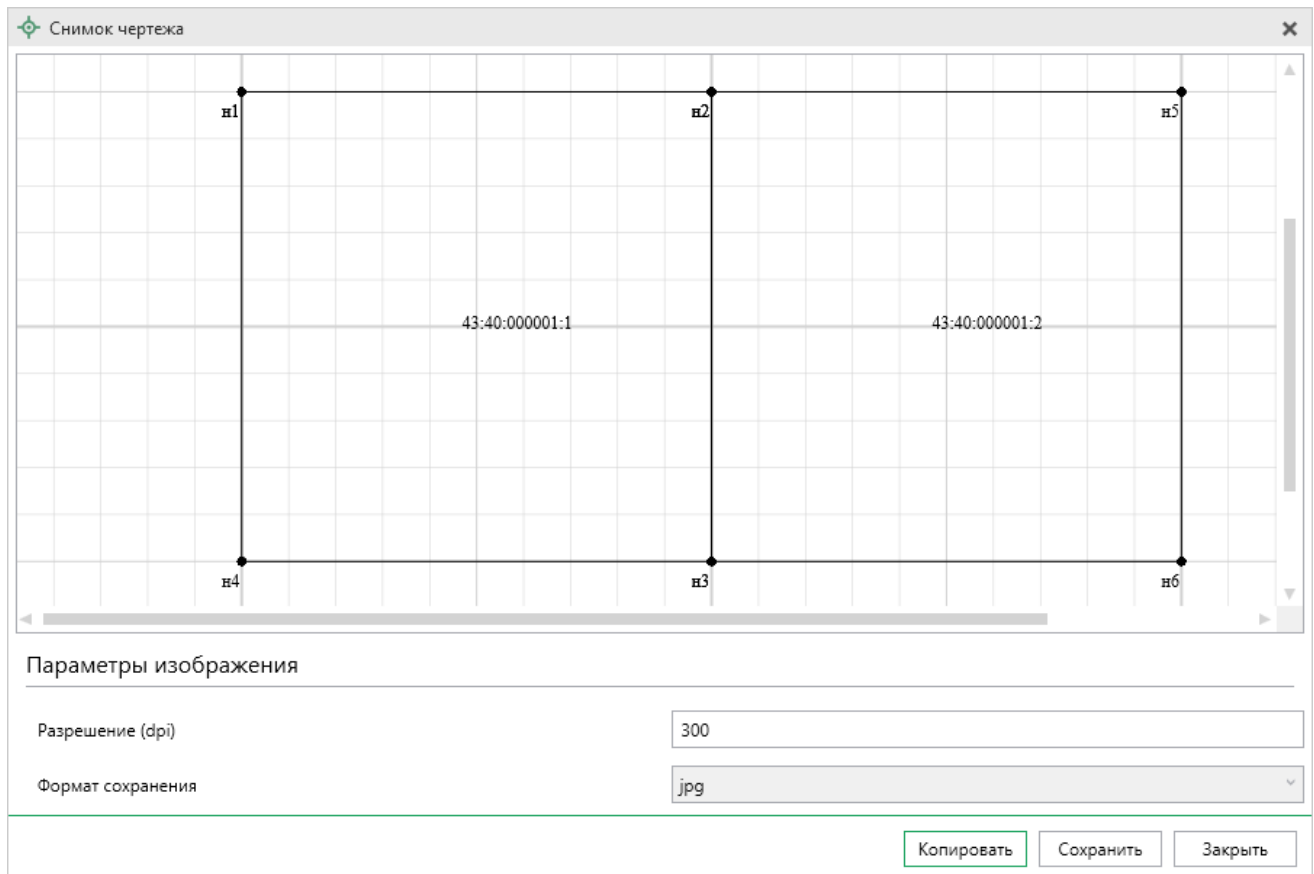 Снимок чертежа
н1 н2 н5
43:40:000001:1 43:40:000001:2
н4 н3 н6
Параметры изображения
Разрешение (dpi) 300
Формат сохранения jpg
Копировать Сохранить Закрыть